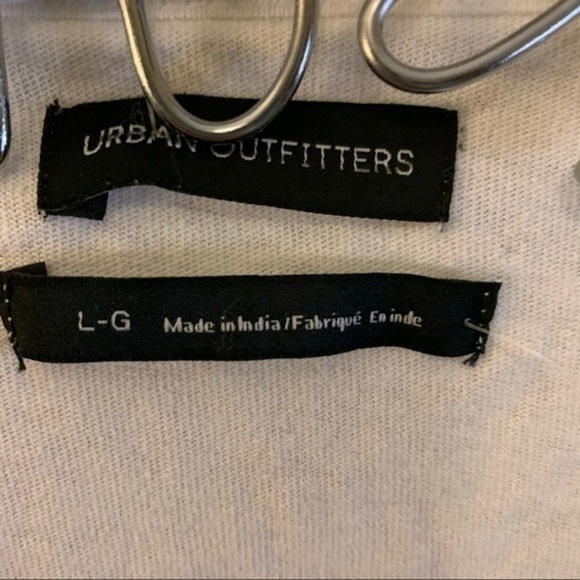 URBAN OUTFITTERS
L-G Made in India / Fabriqué En inde